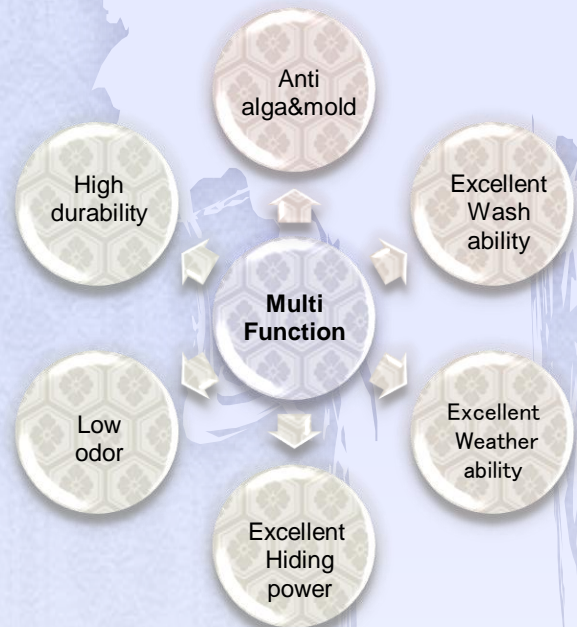 Anti
alga&mold
High
durability
Excellent
Wash
ability
Multi
Function
Low
odor
Excellent
Weather
ability
Excellent
Hiding
power